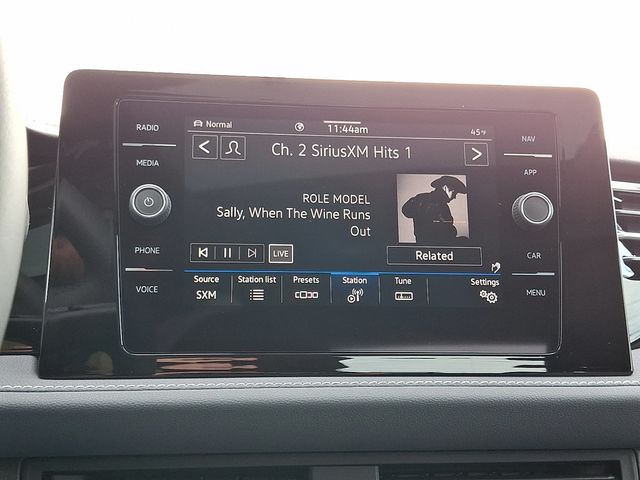 RADIO
MEDIA
PHONE
VOICE
Normal
11:44am
45°F
Ch. 2 SiriusXM Hits 1
ROLE MODEL
Sally, When The Wine Runs
Out
LIVE
Related
Source
SXM
Station list
Presets
Station
Tune
Settings
NAV
APP
CAR
MENU